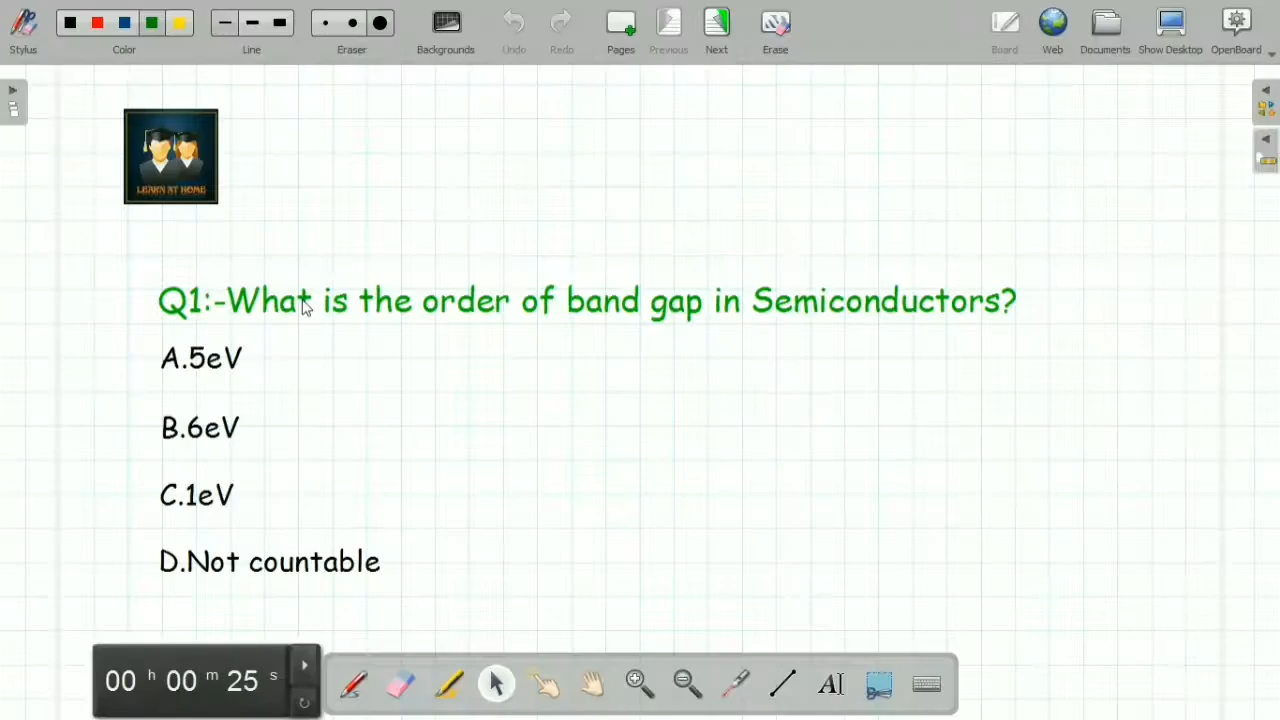 Stylus
Color
Line
Eraser
Backgrounds
Undo
Redo
Pages
Previous
Next
Erase
Board
Web
Documents
Show Desktop
OpenBoard
LEARN AT HOME
Q1:-What is the order of band gap in Semiconductors?
A.5eV
B.6eV
C.1eV
D.Not countable
00 h 00 m 25 s
AI